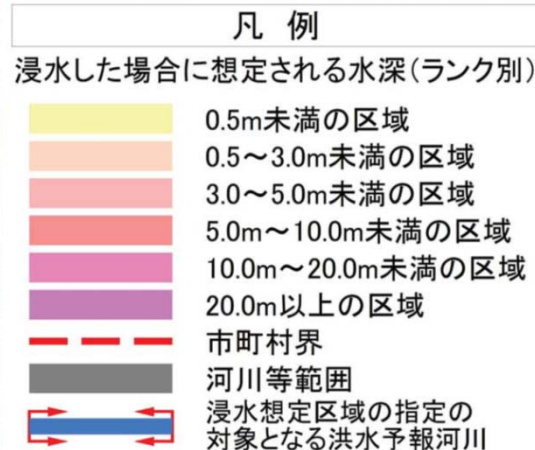 凡 例
浸水した場合に想定される水深(ランク別)
0.5m未満の区域
0.5～3.0m未満の区域
3.0～5.0m未満の区域
5.0m～10.0m未満の区域
10.0m～20.0m未満の区域
20.0m以上の区域
市町村界
河川等範囲
浸水想定区域の指定の
対象となる洪水予報河川